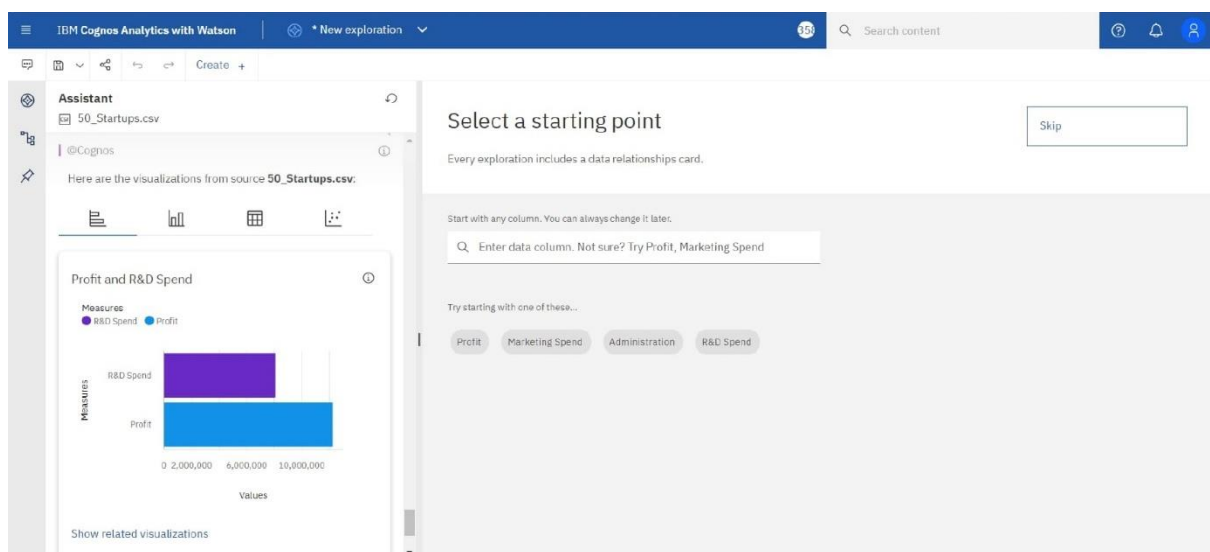 IBM Cognos Analytics with Watson
* New exploration
Search content
Create +
Assistant
50_Startups.csv
@Cognos
Here are the visualizations from source 50_Startups.csv:
Profit and R&D Spend
Measures
R&D Spend Profit
R&D Spend
Profit
Measures
0 2,000,000 6,000,000 10,000,000
Values
Show related visualizations
Select a starting point
Skip
Every exploration includes a data relationships card.
Start with any column. You can always change it later.
Enter data column. Not sure? Try Profit, Marketing Spend
Try starting with one of these...
Profit Marketing Spend Administration R&D Spend